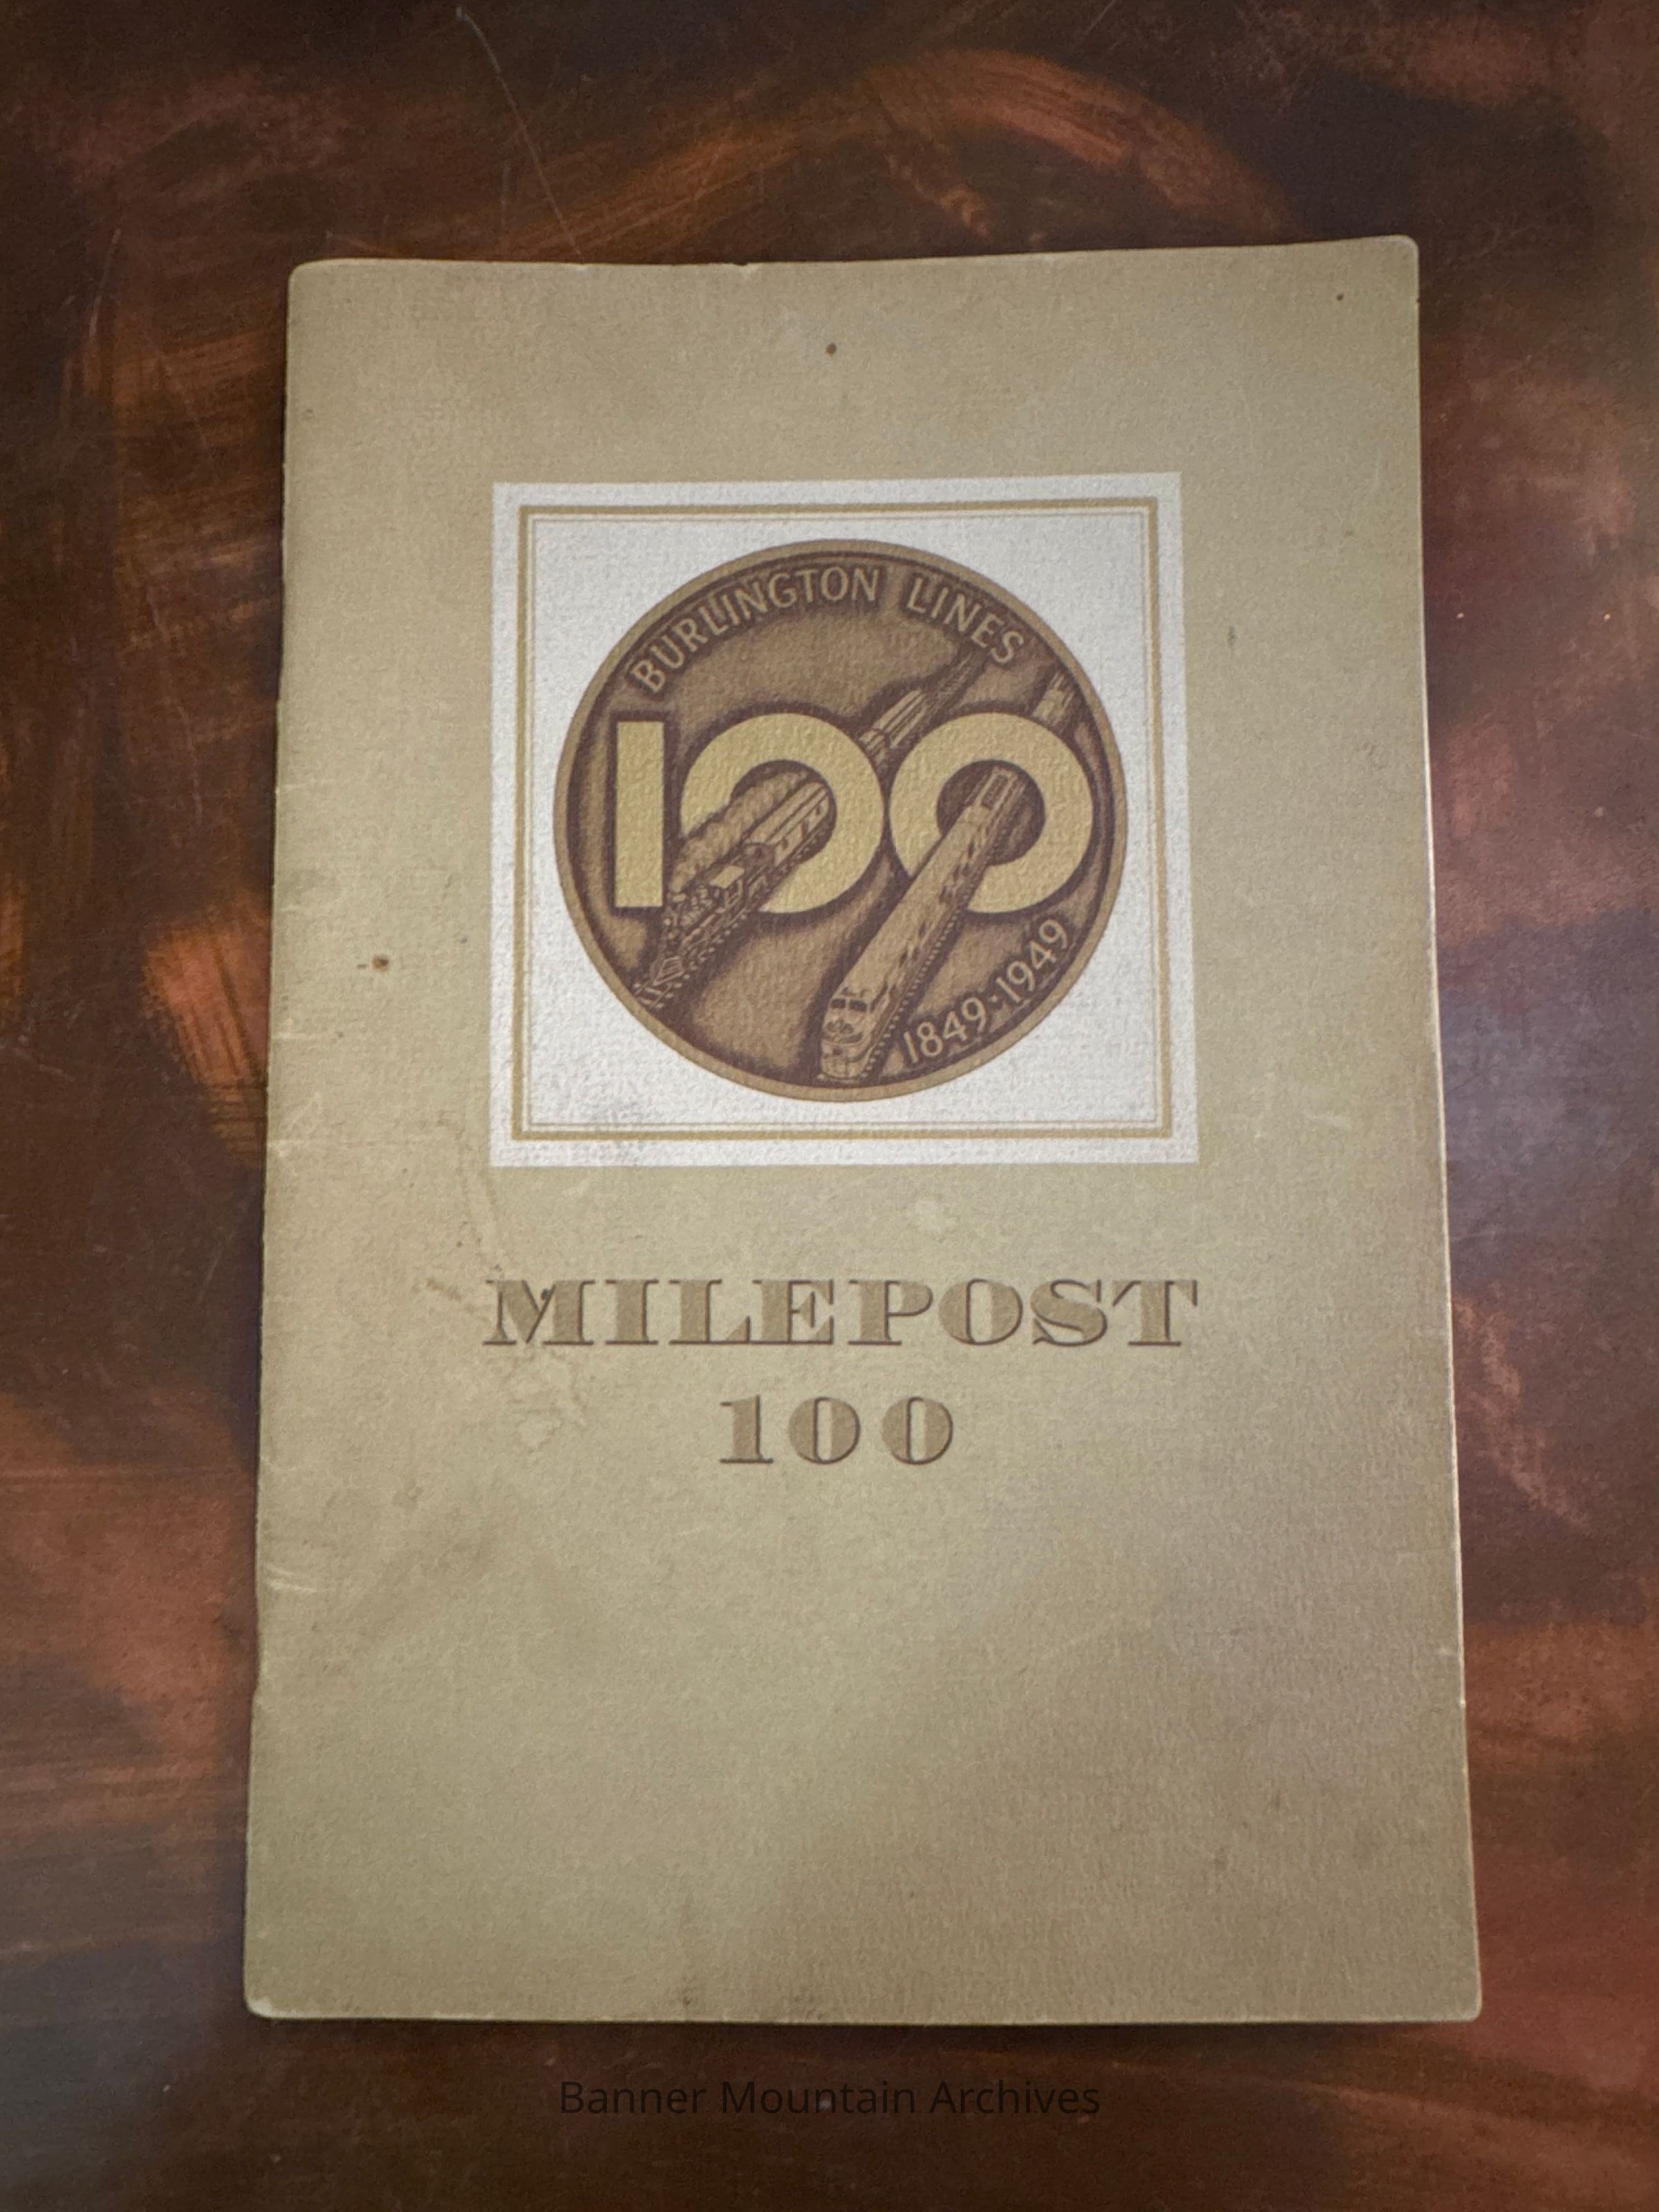 BURLINGTON LINES
100
1849·1949
MILEPOST
100
Banner Mountain Archives